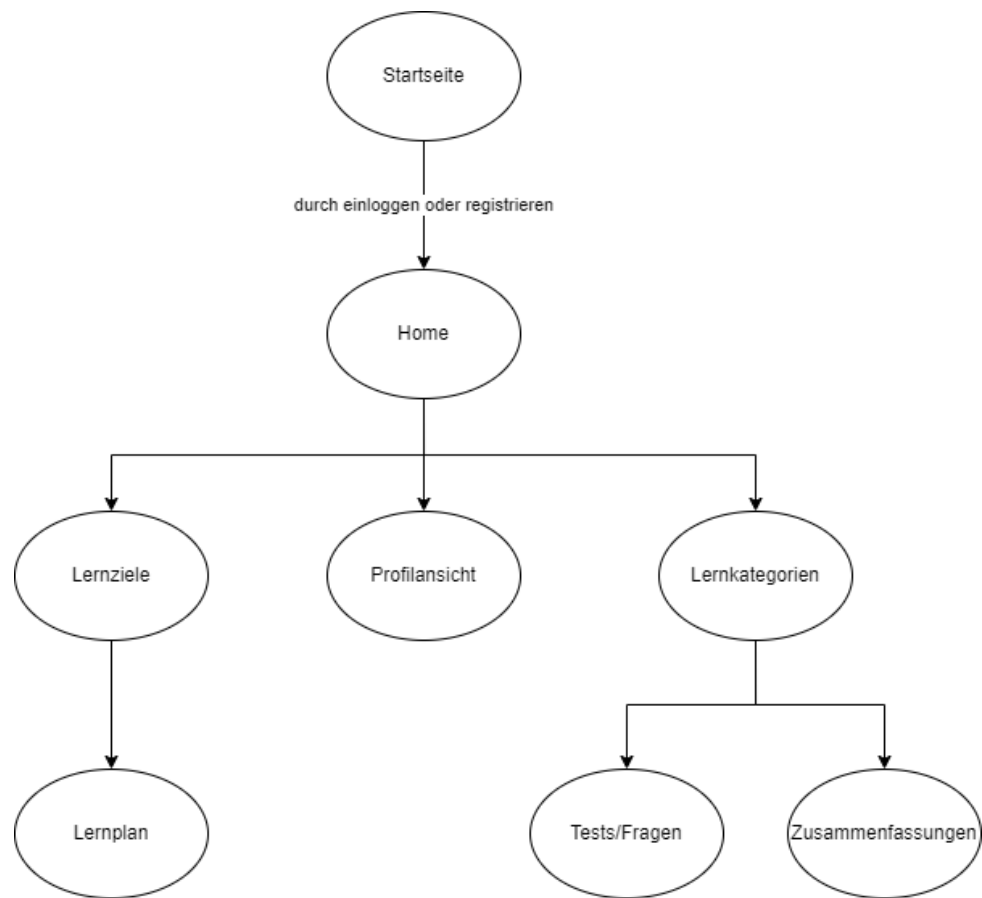 Startseite
durch einloggen oder registrieren
Home
Lernziele
Profilansicht
Lernkategorien
Lernplan
Tests/Fragen
Zusammenfassungen